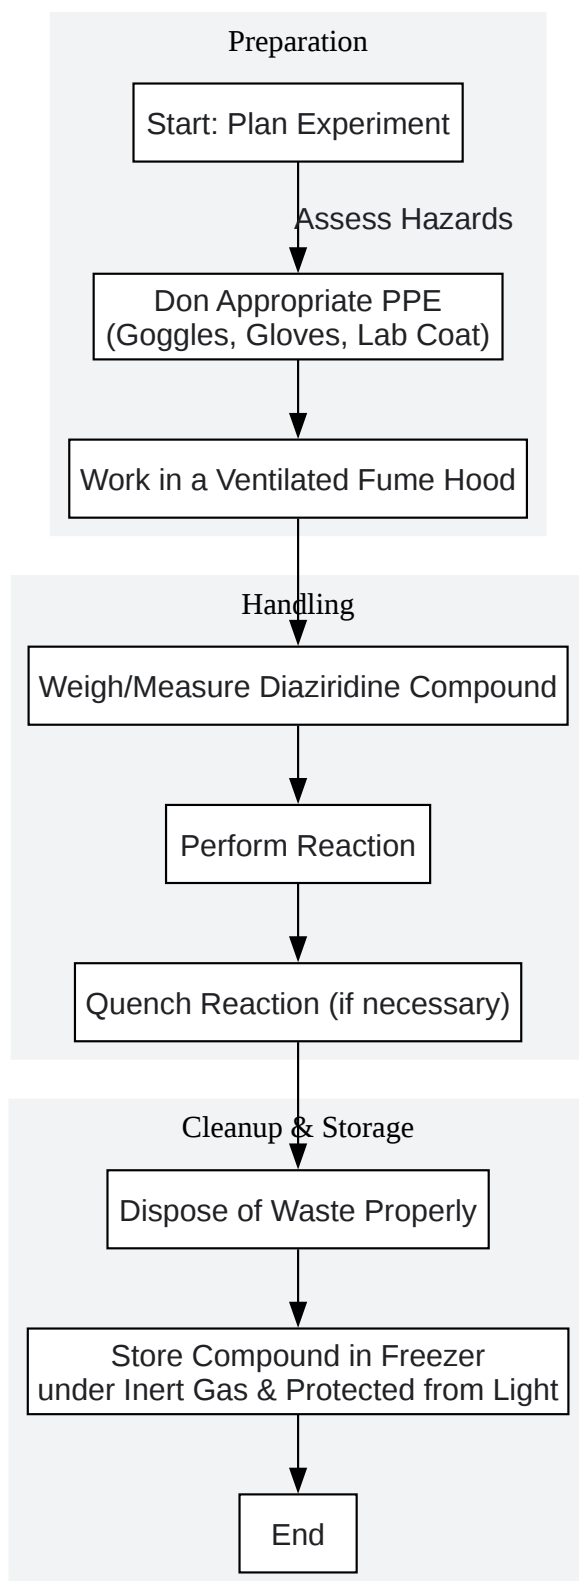 Preparation
Start: Plan Experiment
Assess Hazards
Don Appropriate PPE
(Goggles, Gloves, Lab Coat)
Work in a Ventilated Fume Hood
Handling
Weigh/Measure Diaziridine Compound
Perform Reaction
Quench Reaction (if necessary)
Cleanup & Storage
Dispose of Waste Properly
Store Compound in Freezer
under Inert Gas & Protected from Light
End